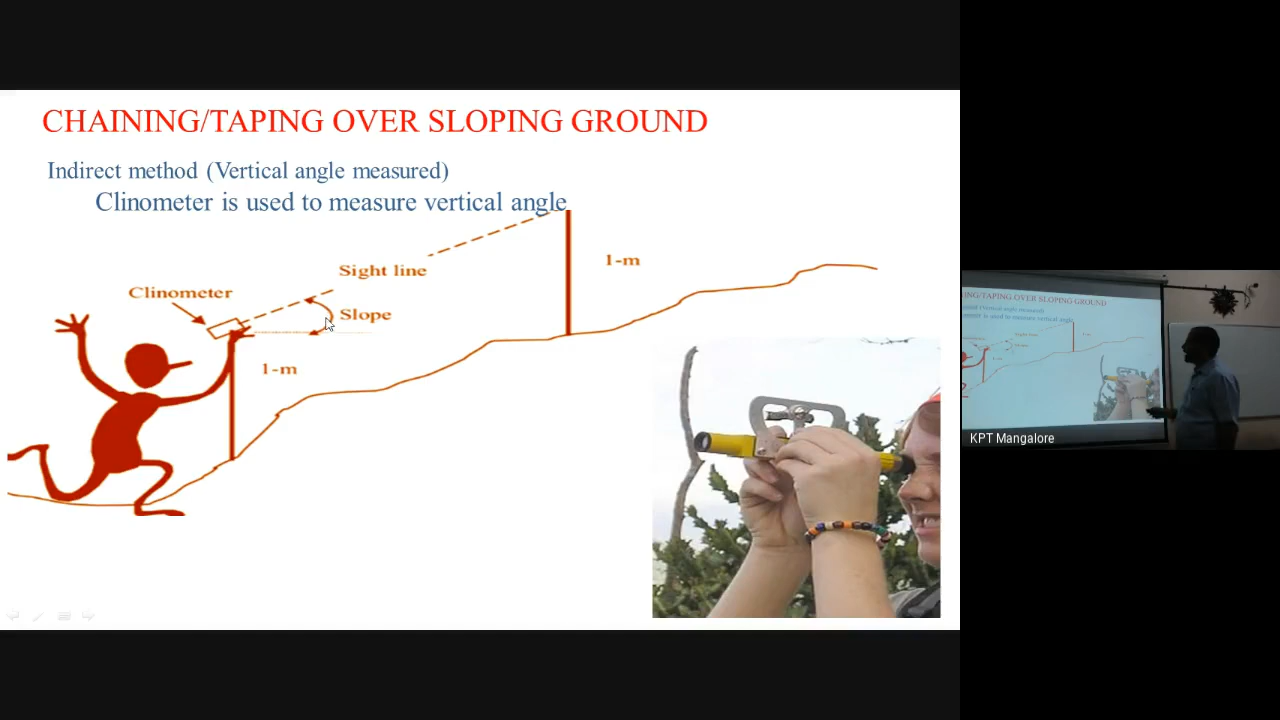 CHAINING/TAPING OVER SLOPING GROUND
Indirect method (Vertical angle measured)
Clinometer is used to measure vertical angle
1-m
Sight line
Clinometer
Slope
1-m
KPT Mangalore